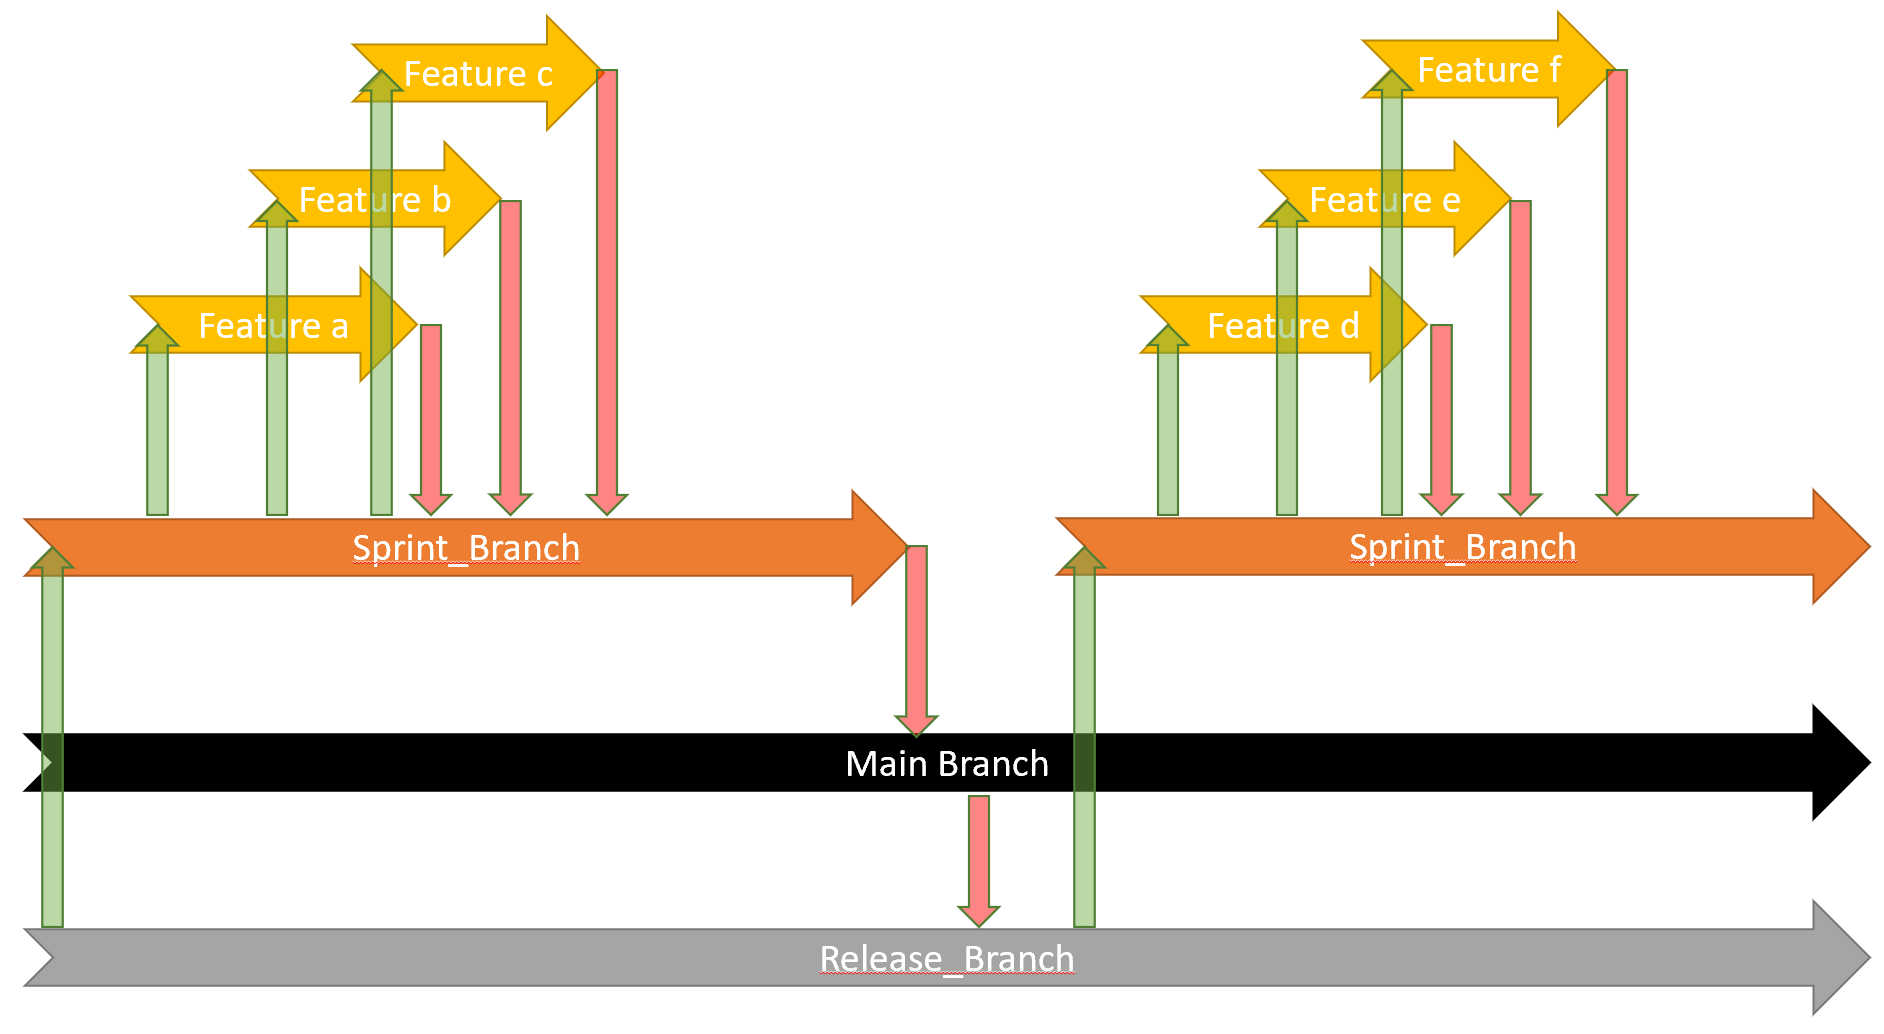 Feature c
Feature f
Feature b
Feature e
Feature a
Feature d
Sprint_Branch
Sprint_Branch
Main Branch
Release_Branch